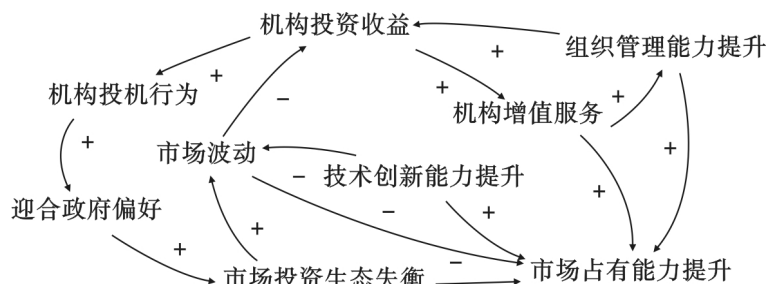 机构投资收益
组织管理能力提升
机构投机行为
机构增值服务
市场波动
技术创新能力提升
迎合政府偏好
市场占有能力提升
市场投资生态失衡
+
+
+
+
−
+
+
+
−
+
−
+
+
+
−